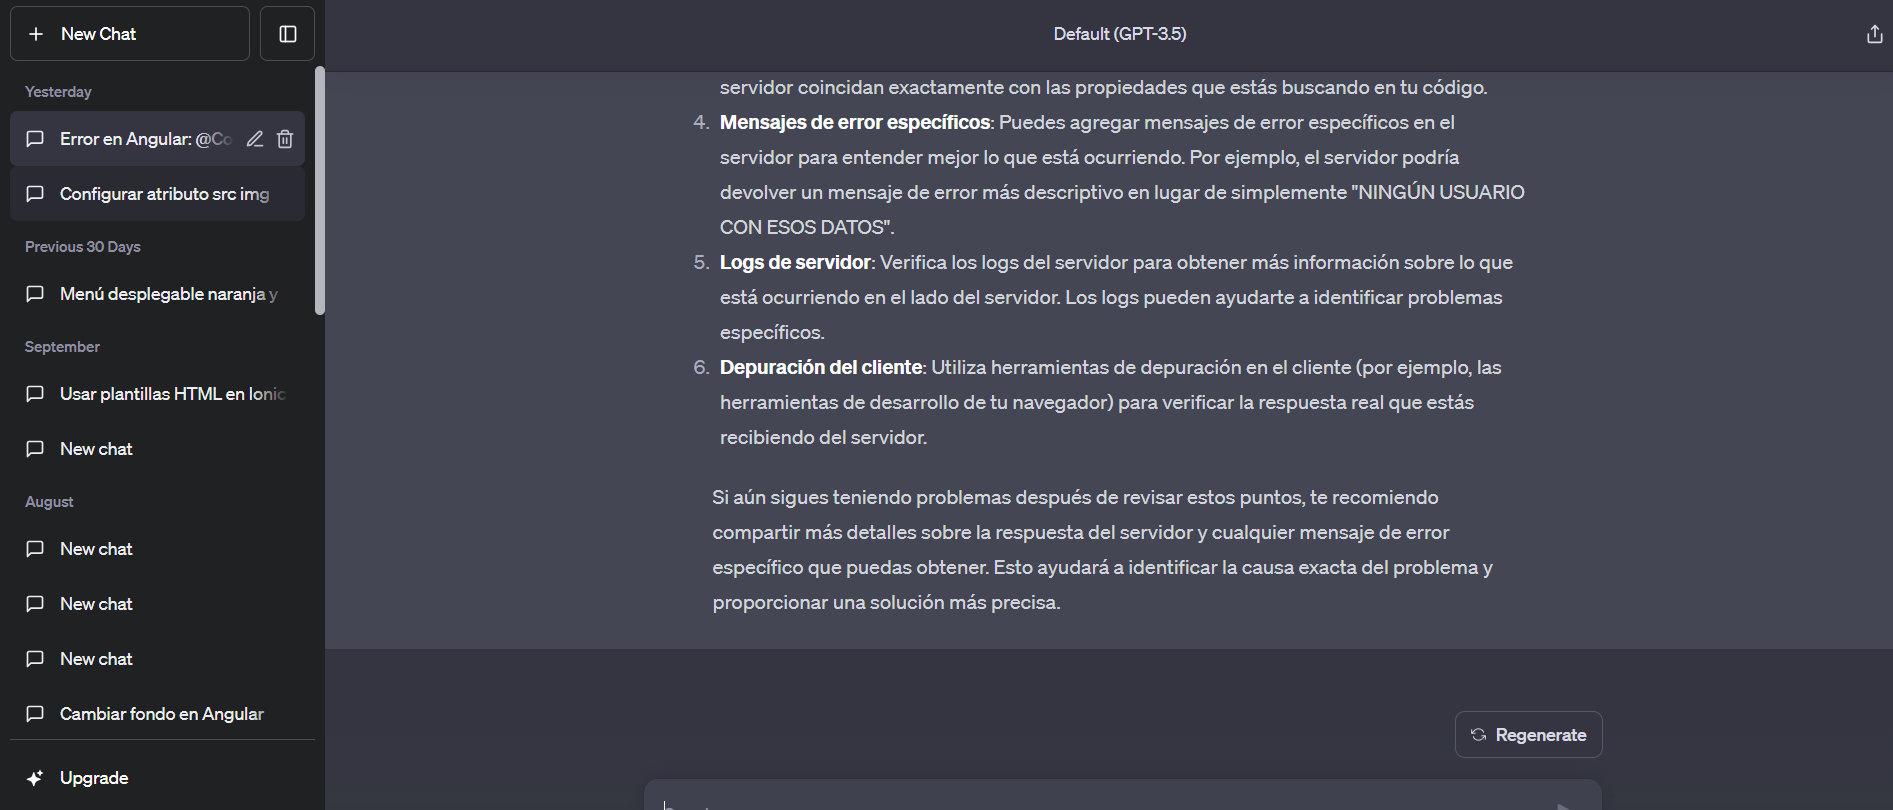 New Chat
Yesterday
Error en Angular: @Co
Configurar atributo src img
Previous 30 Days
Menú desplegable naranja y
September
Usar plantillas HTML en Ionic
New chat
August
New chat
New chat
New chat
Cambiar fondo en Angular
Upgrade
Default (GPT-3.5)
servidor coincidan exactamente con las propiedades que estás buscando en tu código.
4. Mensajes de error específicos: Puedes agregar mensajes de error específicos en el
servidor para entender mejor lo que está ocurriendo. Por ejemplo, el servidor podría
devolver un mensaje de error más descriptivo en lugar de simplemente "NINGÚN USUARIO
CON ESOS DATOS".
5. Logs de servidor: Verifica los logs del servidor para obtener más información sobre lo que
está ocurriendo en el lado del servidor. Los logs pueden ayudarte a identificar problemas
específicos.
6. Depuración del cliente: Utiliza herramientas de depuración en el cliente (por ejemplo, las
herramientas de desarrollo de tu navegador) para verificar la respuesta real que estás
recibiendo del servidor.
Si aún sigues teniendo problemas después de revisar estos puntos, te recomiendo
compartir más detalles sobre la respuesta del servidor y cualquier mensaje de error
específico que puedas obtener. Esto ayudará a identificar la causa exacta del problema y
proporcionar una solución más precisa.
Regenerate